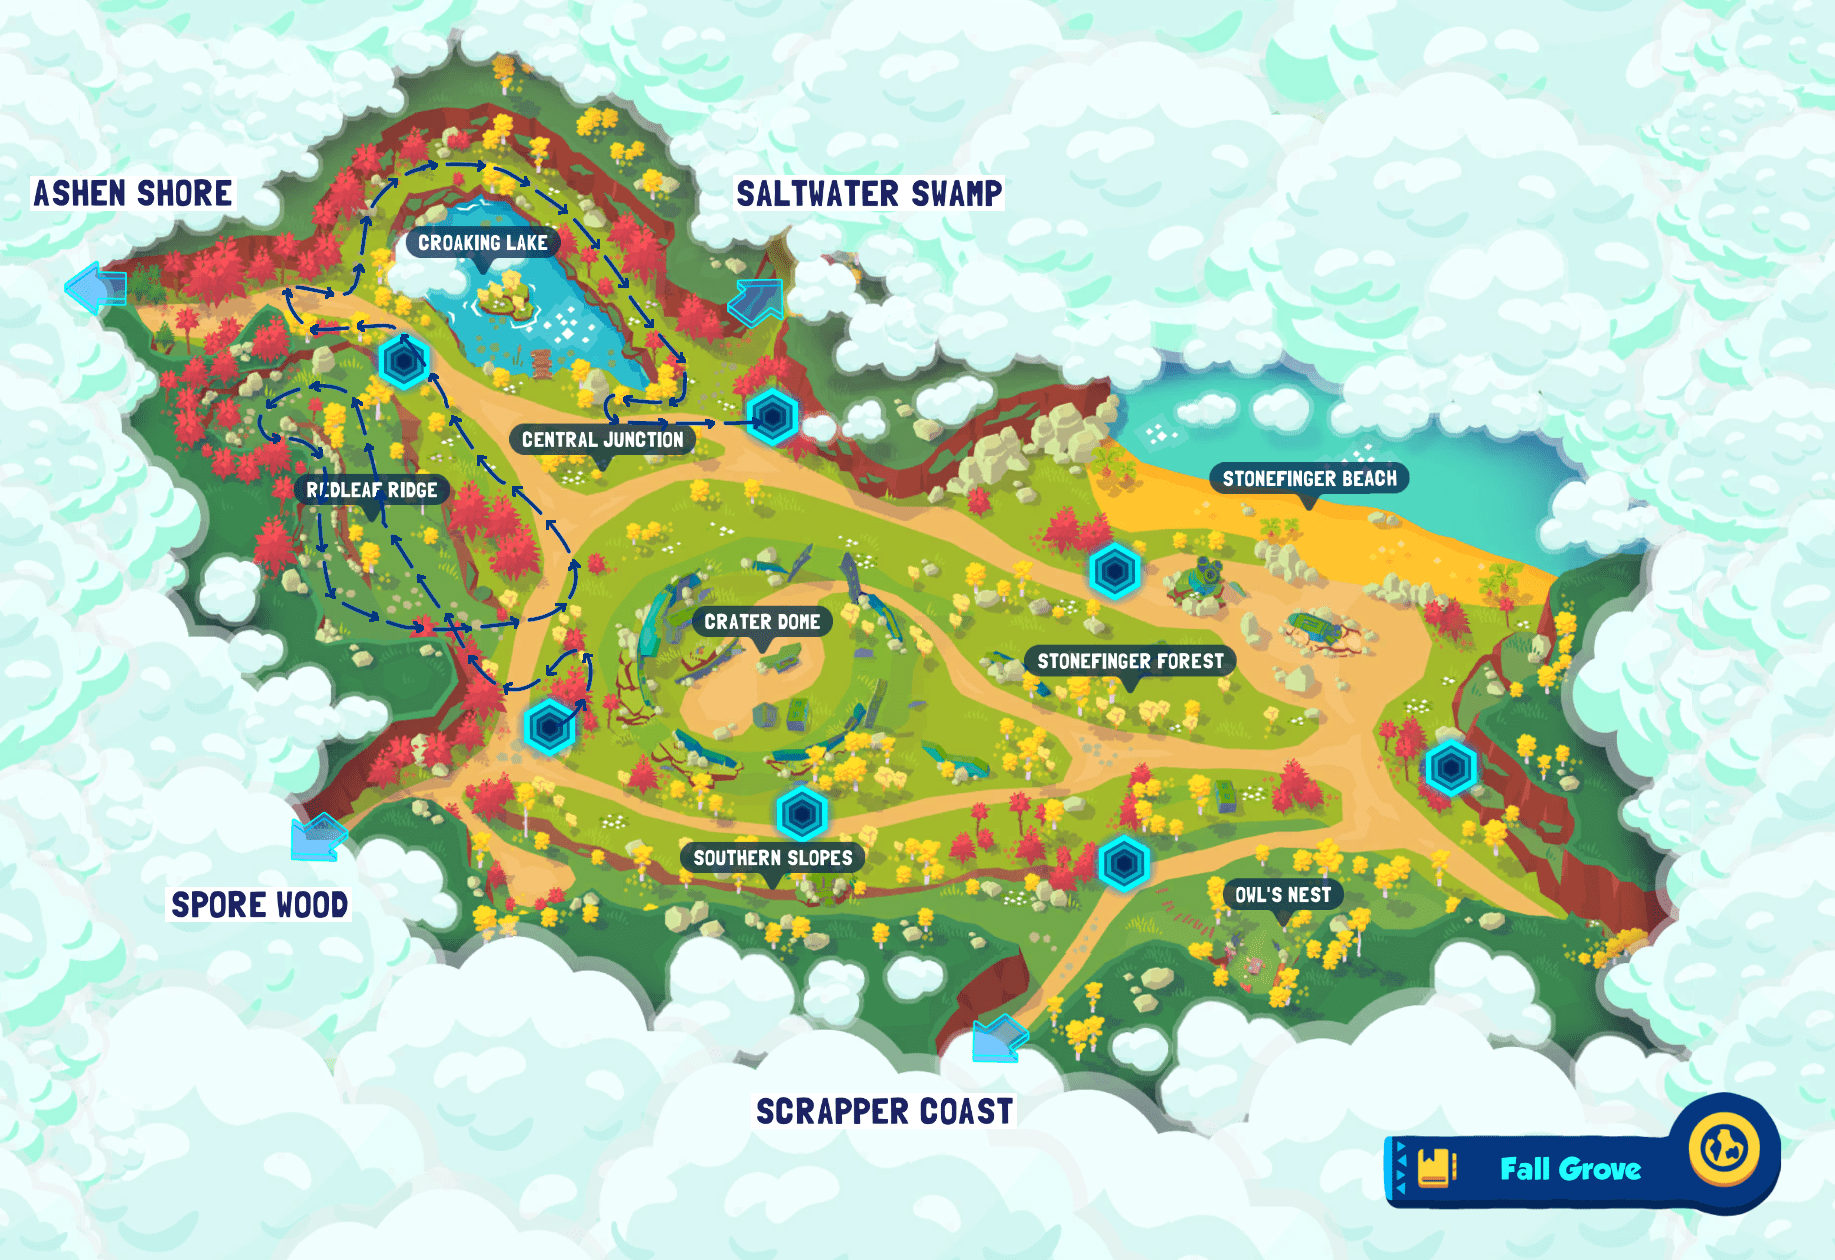 ASHEN SHORE
SALTWATER SWAMP
CROAKING LAKE
CENTRAL JUNCTION
REDLEAF RIDGE
STONEFINGER BEACH
CRATER DOME
STONEFINGER FOREST
SOUTHERN SLOPES
OWL'S NEST
SPORE WOOD
SCRAPPER COAST
Fall Grove